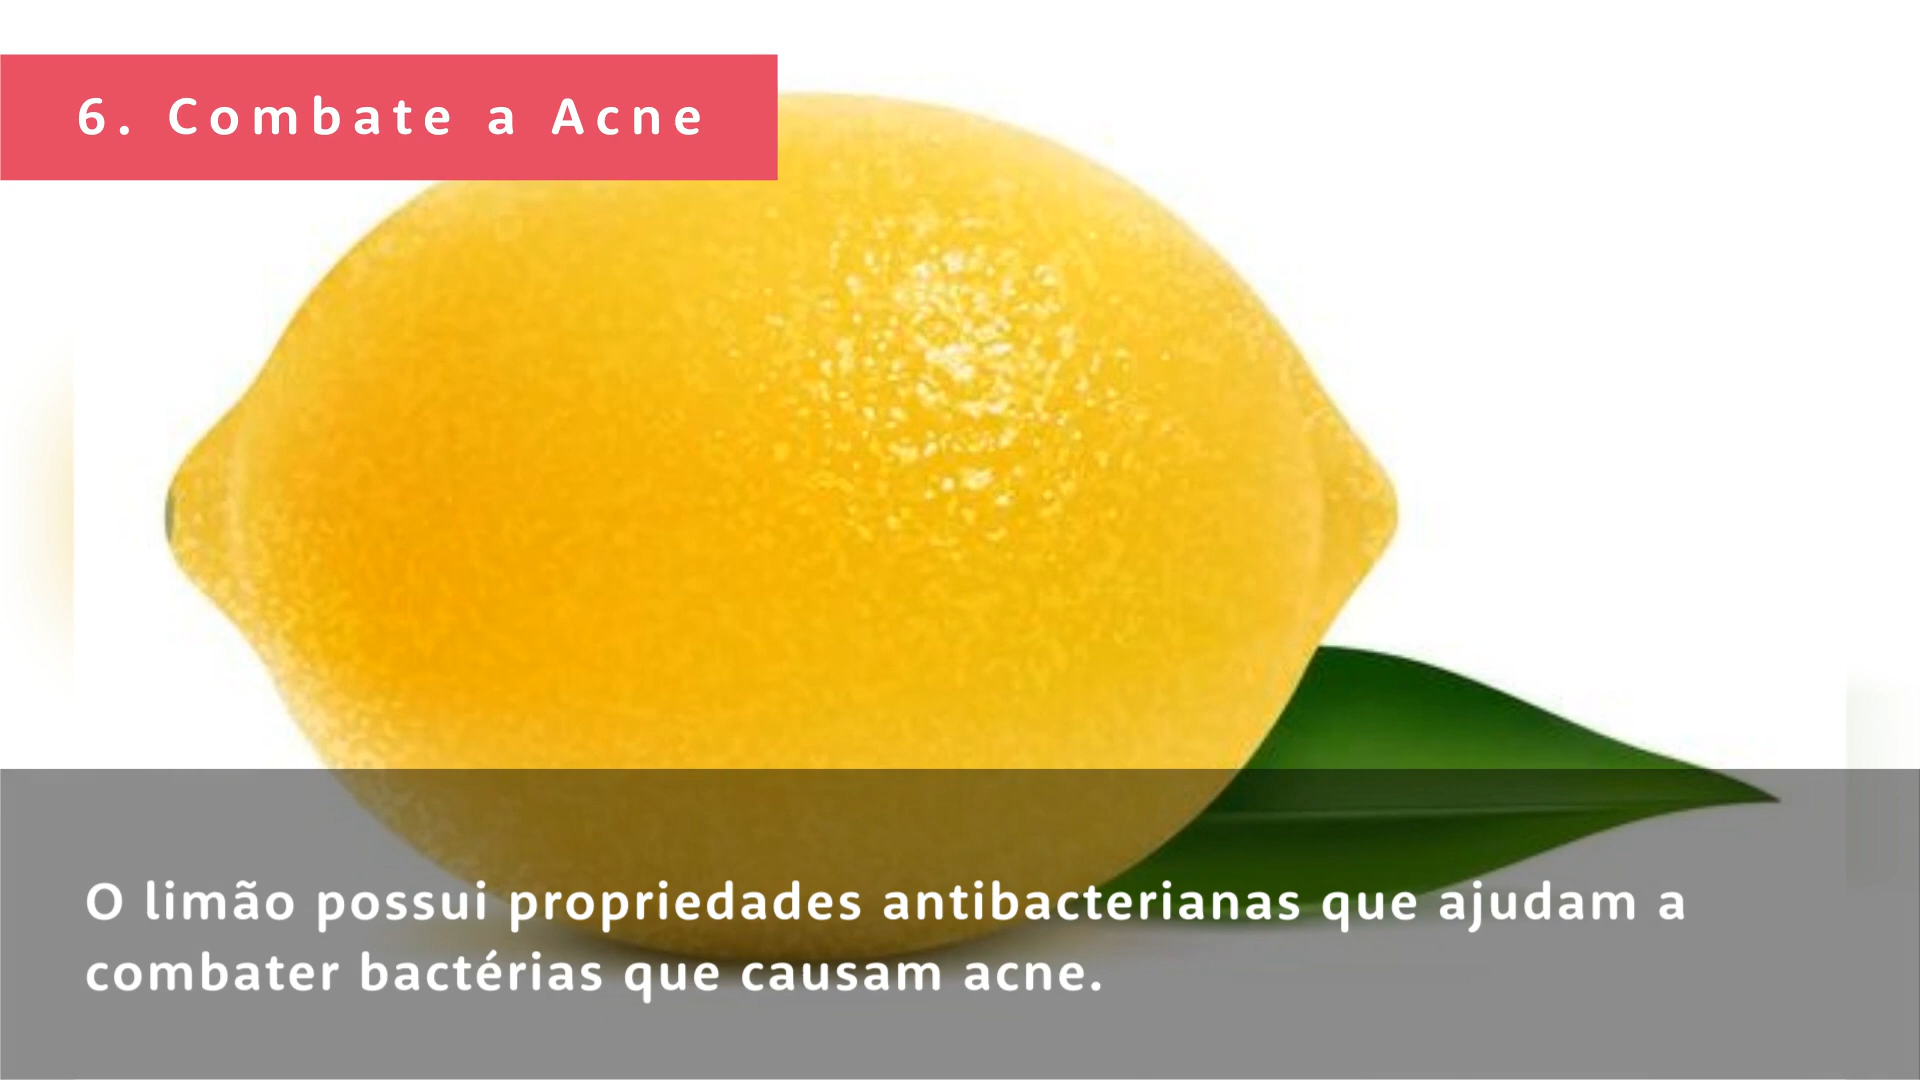 6. Combate a Acne
O limão possui propriedades antibacterianas que ajudam a
combater bactérias que causam acne.